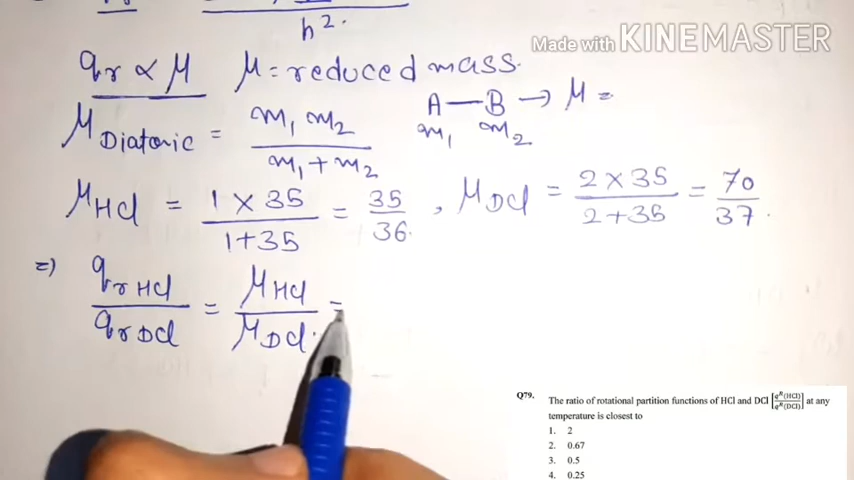 h².
Made with KINEMASTER
qr ∝ μ μ = reduced mass.
μ Diatomic = m₁ m₂ / m₁ + m₂ A — B → μ =
m₁ m₂
μHCl = 1 × 35 / 1+35 = 35 / 36. , μDCl = 2 × 35 / 2+35 = 70 / 37.
=) qr HCl / qr DCl = μHCl / μDCl. =
Q79. The ratio of rotational partition functions of HCl and DCl [qᴿ(HCl) / qᴿ(DCl)] at any
temperature is closest to
1. 2
2. 0.67
3. 0.5
4. 0.25